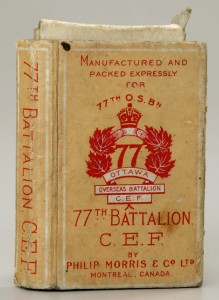 77TH BATTALION. C.E.F.
MANUFACTURED AND
PACKED EXPRESSLY
FOR
77TH O.S. BN
77
OTTAWA
OVERSEAS BATTALION
C.E.F.
77TH BATTALION.
C.E.F.
BY
PHILIP MORRIS & CO LTD
MONTREAL, CANADA.